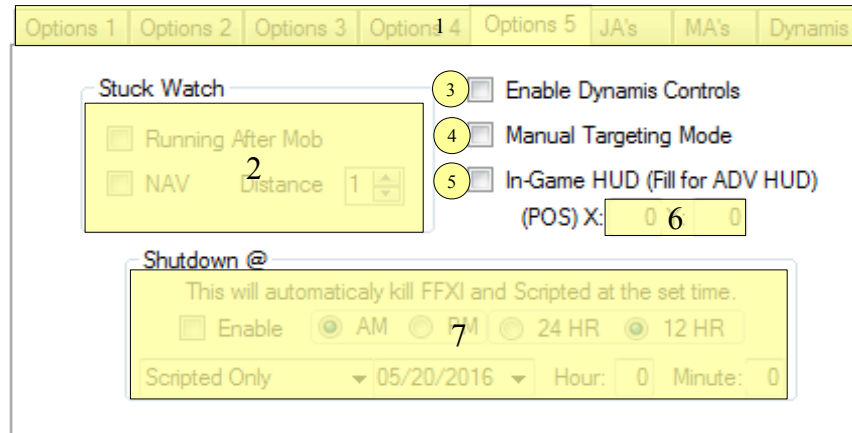 Options 1 Options 2 Options 3 Options 4 Options 5 JA's MA's Dynamis
1
Stuck Watch
3 Enable Dynamis Controls
Running After Mob
4 Manual Targeting Mode
2
NAV Distance 1
5 In-Game HUD (Fill for ADV HUD)
(POS) X: 0 6 0
Shutdown @
This will automaticaly kill FFXI and Scripted at the set time.
Enable AM PM 24 HR 12 HR
7
Scripted Only 05/20/2016 Hour: 0 Minute: 0